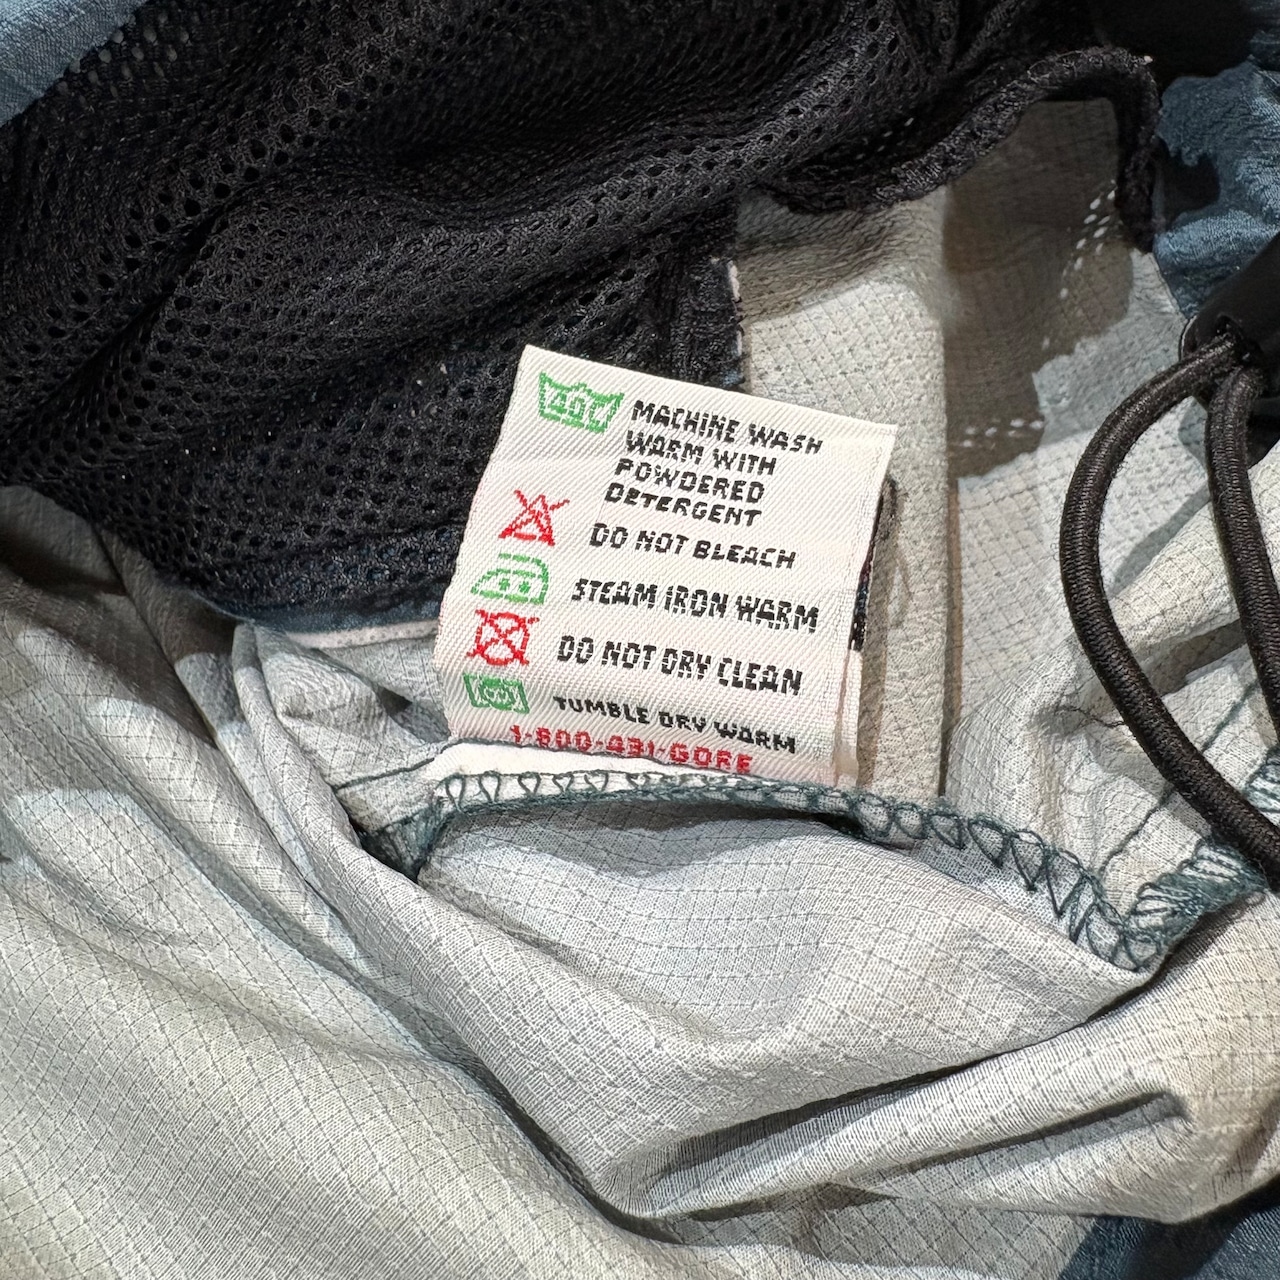 40°
MACHINE WASH
WARM WITH
POWDERED
DETERGENT
DO NOT BLEACH
STEAM IRON WARM
DO NOT DRY CLEAN
TUMBLE DRY WARM
1-800-431-GORE